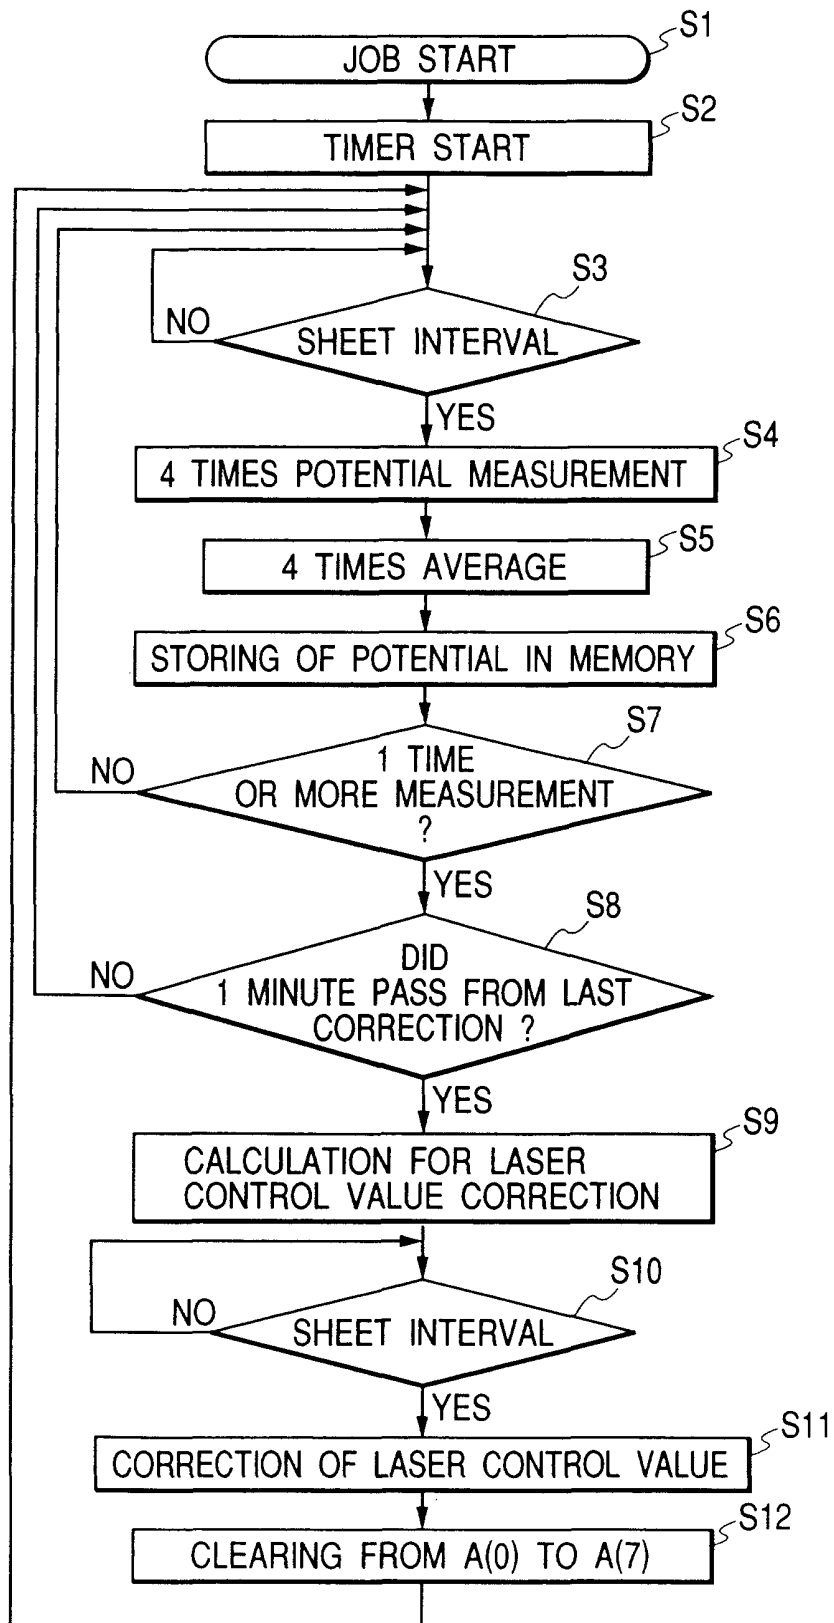 S1
JOB START
S2
TIMER START
S3
NO
SHEET INTERVAL
YES
S4
4 TIMES POTENTIAL MEASUREMENT
S5
4 TIMES AVERAGE
S6
STORING OF POTENTIAL IN MEMORY
S7
NO
1 TIME
OR MORE MEASUREMENT
?
YES
S8
NO
DID
1 MINUTE PASS FROM LAST
CORRECTION ?
YES
S9
CALCULATION FOR LASER
CONTROL VALUE CORRECTION
S10
NO
SHEET INTERVAL
YES
S11
CORRECTION OF LASER CONTROL VALUE
S12
CLEARING FROM A(0) TO A(7)